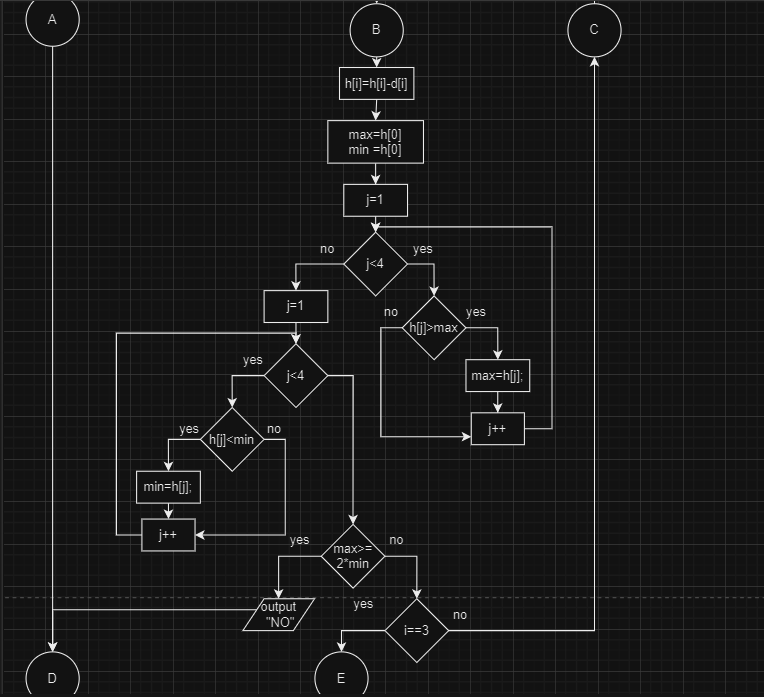 A
B
C
h[i]=h[i]-d[i]
max=h[0]
min =h[0]
j=1
no
yes
j<4
j=1
no
yes
h[j]>max
yes
j<4
max=h[j];
yes
no
h[j]<min
j++
min=h[j];
j++
yes
no
max>=
2*min
output
"NO"
yes
no
i==3
D
E